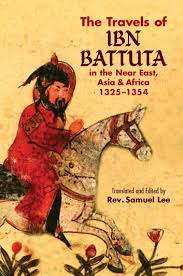 The Travels of
IBN
BATTUTA
in the Near East,
Asia & Africa
1325–1354
Translated and Edited by
Rev. Samuel Lee